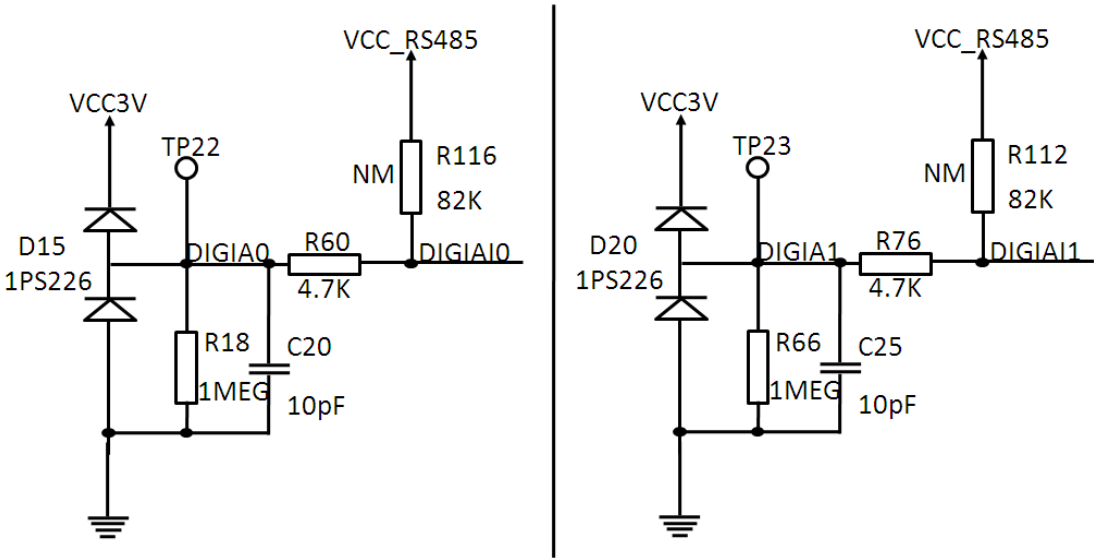 VCC_RS485
VCC3V
TP22
NM
R116
82K
D15
1PS226
DIGIA0
R60
4.7K
DIGIAI0
R18
1MEG
C20
10pF
VCC_RS485
VCC3V
TP23
NM
R112
82K
D20
1PS226
DIGIA1
R76
4.7K
DIGIAI1
R66
1MEG
C25
10pF